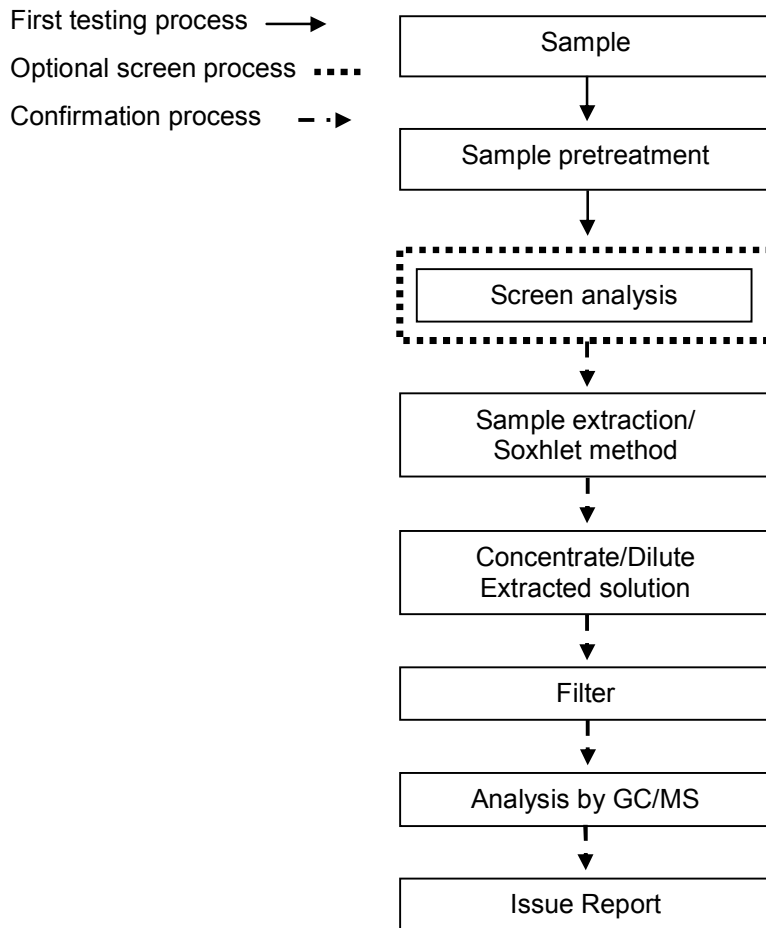 First testing process
Optional screen process
Confirmation process
Sample
Sample pretreatment
Screen analysis
Sample extraction/
Soxhlet method
Concentrate/Dilute
Extracted solution
Filter
Analysis by GC/MS
Issue Report